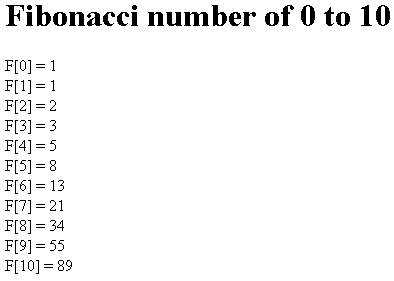 Fibonacci number of 0 to 10
F[0] = 1
F[1] = 1
F[2] = 2
F[3] = 3
F[4] = 5
F[5] = 8
F[6] = 13
F[7] = 21
F[8] = 34
F[9] = 55
F[10] = 89